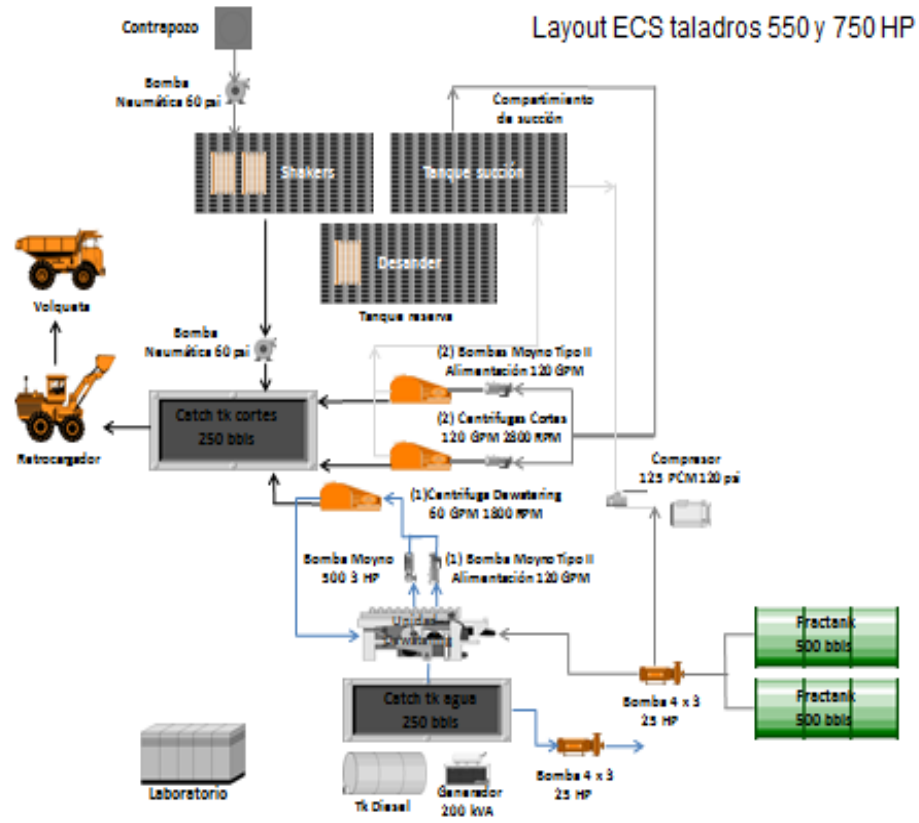 Layout ECS taladros 550 y 750 HP
Contrapozo
Bomba
Neumática 60 psi
Compartimiento
de succión
Shakers
Tanque succión
Desander
Tanque reserva
Volqueta
Bomba
Neumática 60 psi
(2) Bombas Moyno Tipo II
Alimentación 120 GPM
Catch tk cortes
250 bbls
(2) Centrífugas Cortes
120 GPM 2800 RPM
Retrocargador
Compresor
125 PCM 120 psi
(1)Centrífuga Dewatering
60 GPM 1800 RPM
Bomba Moyno
500 3 HP
(1) Bomba Moyno Tipo II
Alimentación 120 GPM
Unidad
Dewatering
Fractank
500 bbls
Fractank
500 bbls
Bomba 4 x 3
25 HP
Catch tk agua
250 bbls
Bomba 4 x 3
25 HP
Laboratorio
Tk Diesel
Generador
200 kVA